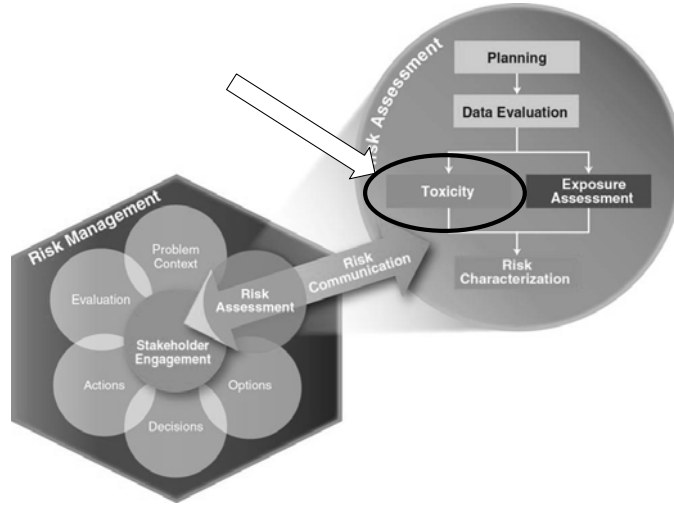 Risk Assessment
Planning
Data Evaluation
Toxicity
Exposure
Assessment
Risk
Characterization
Risk
Communication
Risk Management
Problem
Context
Evaluation
Risk
Assessment
Stakeholder
Engagement
Actions
Options
Decisions